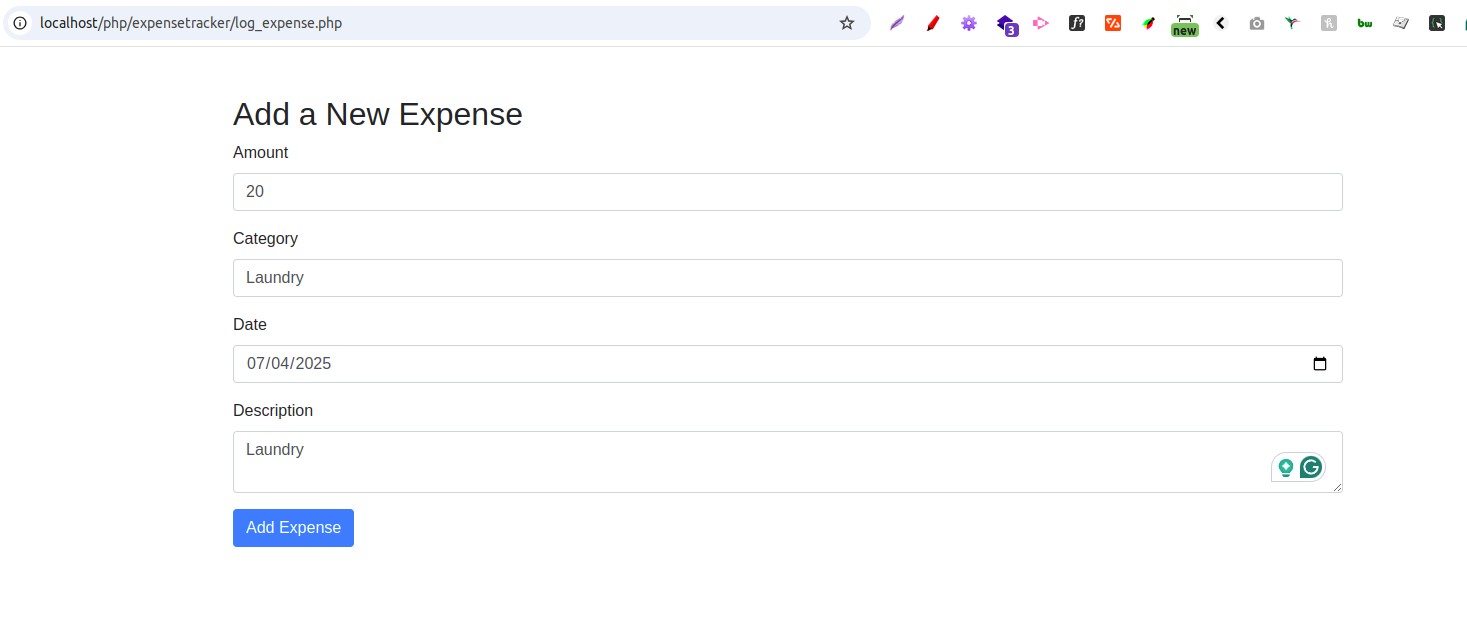 localhost/php/expensetracker/log_expense.php
3
f?
new
bw
Add a New Expense
Amount
20
Category
Laundry
Date
07/04/2025
Description
Laundry
G
Add Expense